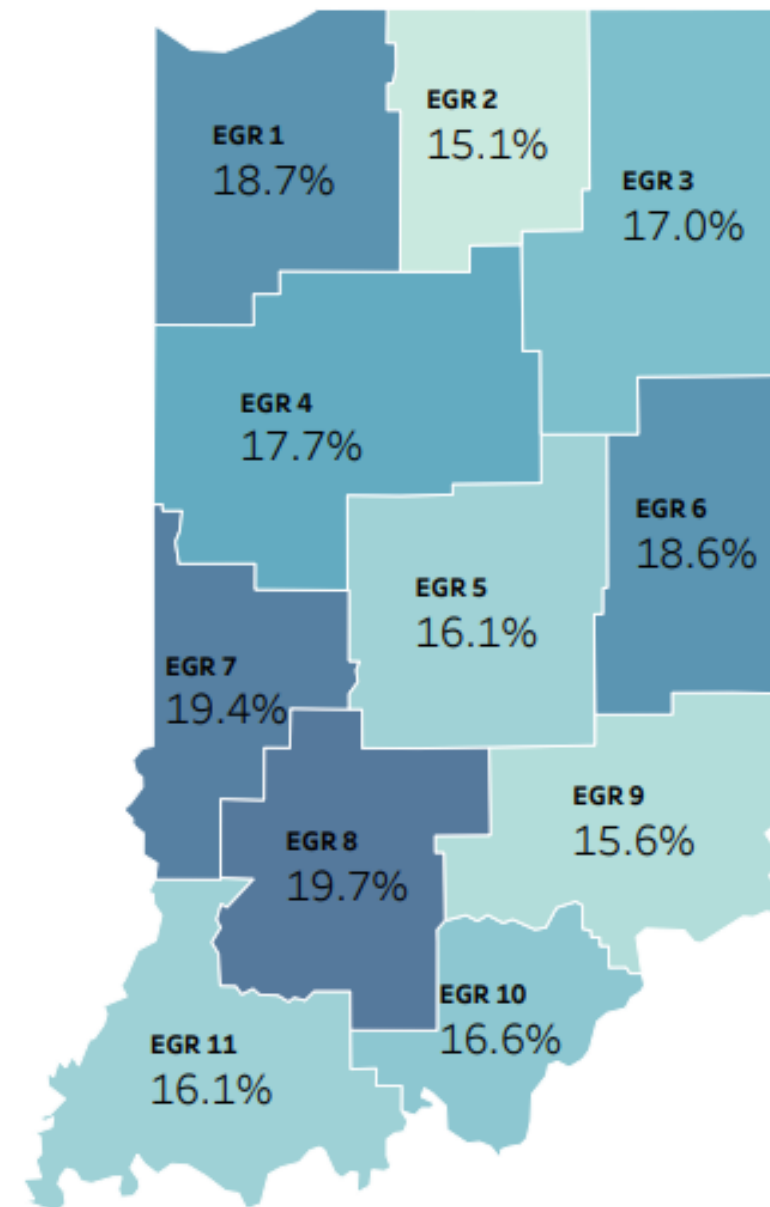 EGR 1
18.7%
EGR 2
15.1%
EGR 3
17.0%
EGR 4
17.7%
EGR 5
16.1%
EGR 6
18.6%
EGR 7
19.4%
EGR 8
19.7%
EGR 9
15.6%
EGR 10
16.6%
EGR 11
16.1%